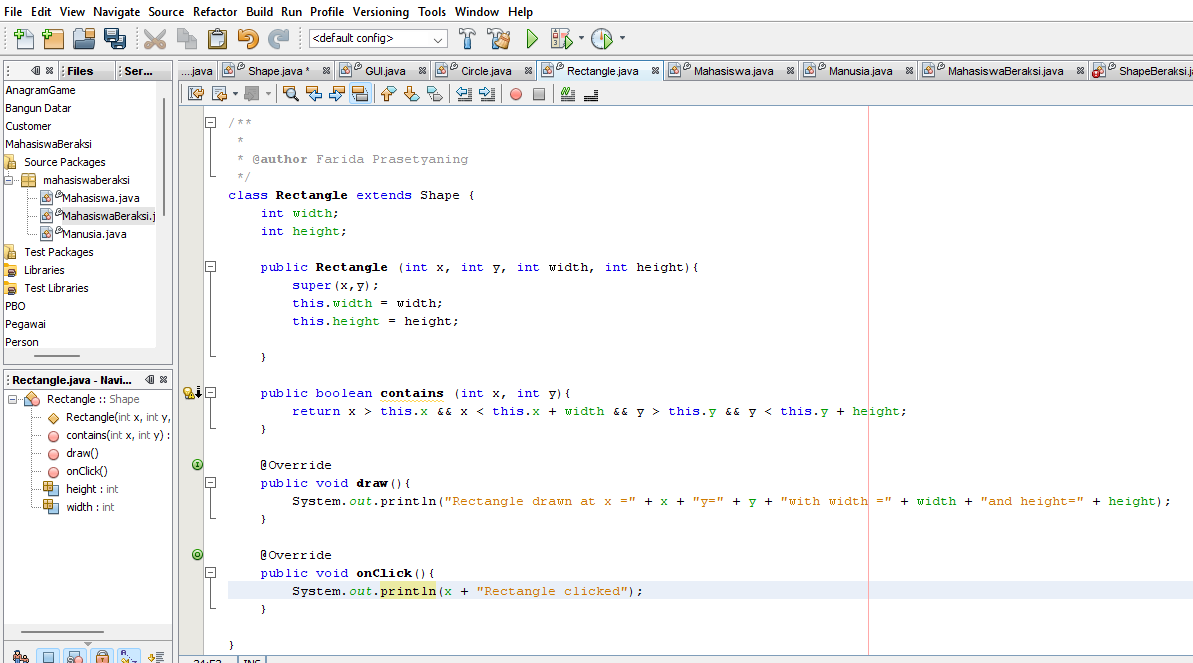 File Edit View Navigate Source Refactor Build Run Profile Versioning Tools Window Help
<default config>
Files Ser...
....java Shape.java * GUI.java Circle.java Rectangle.java Mahasiswa.java Manusia.java MahasiswaBeraksi.java ShapeBeraksi.ja
AnagramGame
Bangun Datar
Customer
MahasiswaBeraksi
Source Packages
mahasiswaberaksi
Mahasiswa.java
MahasiswaBeraksi.j
Manusia.java
Test Packages
Libraries
Test Libraries
PBO
Pegawai
Person
Rectangle.java - Navi...
Rectangle :: Shape
Rectangle(int x, int y,
contains(int x, int y) :
draw()
onClick()
height : int
width : int
/**
*
* @author Farida Prasetyaning
*/
class Rectangle extends Shape {
int width;
int height;
public Rectangle (int x, int y, int width, int height){
super(x,y);
this.width = width;
this.height = height;
}
public boolean contains (int x, int y){
return x > this.x && x < this.x + width && y > this.y && y < this.y + height;
}
@Override
public void draw(){
System.out.println("Rectangle drawn at x =" + x + "y=" + y + "with width =" + width + "and height=" + height);
}
@Override
public void onClick(){
System.out.println(x + "Rectangle clicked");
}
}